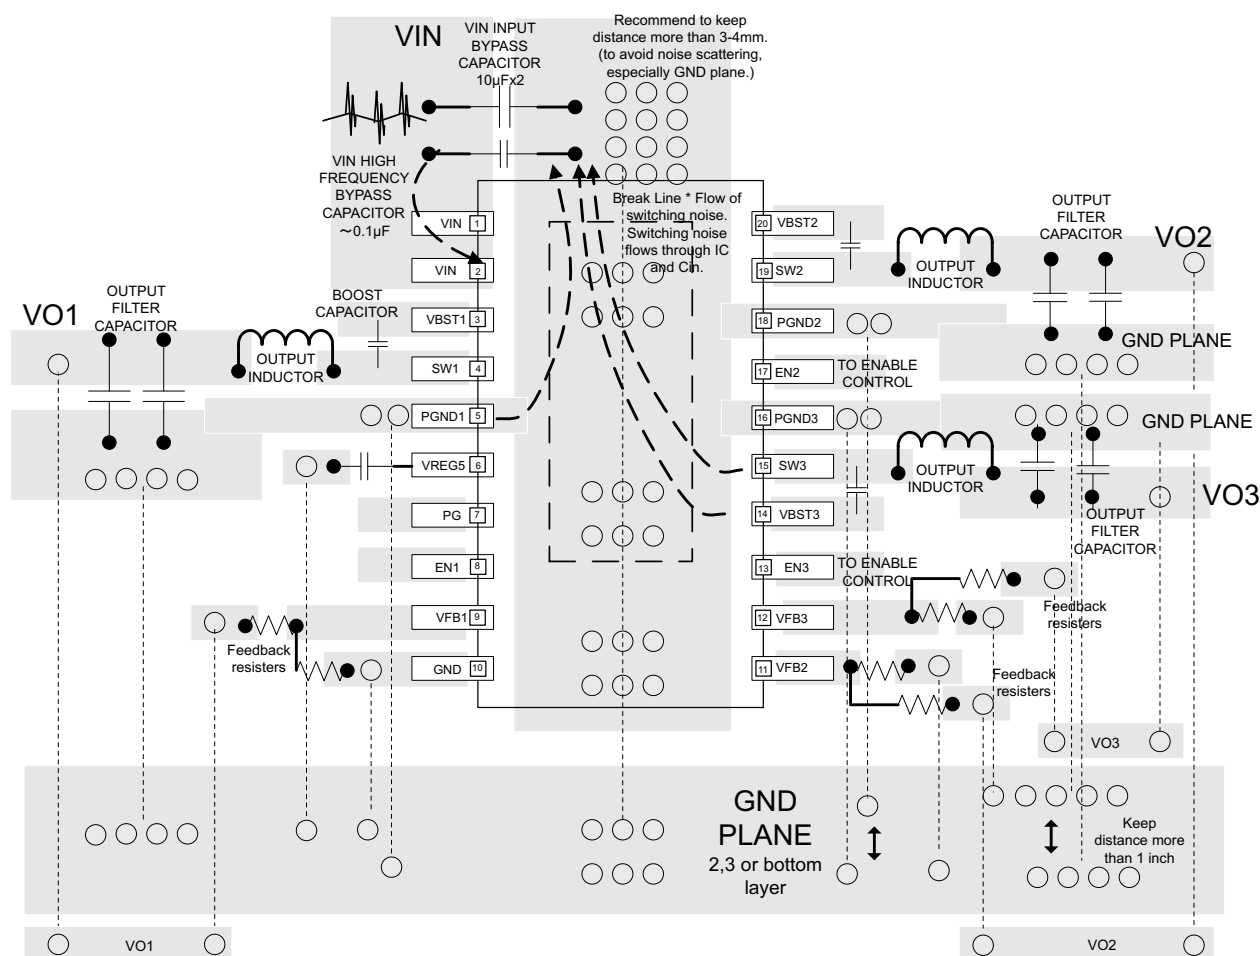 VIN
VIN INPUT
BYPASS
CAPACITOR
10µFx2
Recommend to keep
distance more than 3-4mm.
(to avoid noise scattering,
especially GND plane.)
VIN HIGH
FREQUENCY
BYPASS
CAPACITOR
~0.1µF
Break Line * Flow of
switching noise.
Switching noise
flows through IC
and Cin.
VIN 1
VIN 2
VBST1 3
SW1 4
PGND1 5
VREG5 6
PG 7
EN1 8
VFB1 9
GND 10
20 VBST2
19 SW2
18 PGND2
17 EN2
16 PGND3
15 SW3
14 VBST3
13 EN3
12 VFB3
11 VFB2
BOOST
CAPACITOR
VO1
OUTPUT
FILTER
CAPACITOR
OUTPUT
INDUCTOR
OUTPUT
INDUCTOR
OUTPUT
FILTER
CAPACITOR
VO2
GND PLANE
TO ENABLE
CONTROL
GND PLANE
OUTPUT
INDUCTOR
VO3
OUTPUT
FILTER
CAPACITOR
TO ENABLE
CONTROL
Feedback
resisters
Feedback
resisters
Feedback
resisters
VO3
GND
PLANE
2,3 or bottom
layer
Keep
distance more
than 1 inch
VO1
VO2